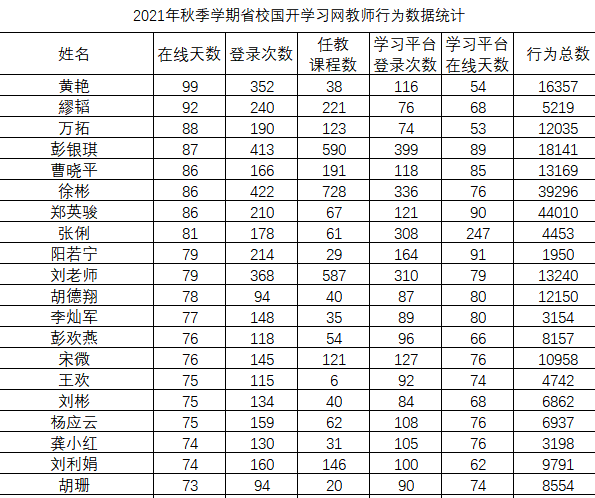 2021年秋季学期省校国开学习网教师行为数据统计
姓名 在线天数 登录次数 任教课程数 学习平台登录次数 学习平台在线天数 行为总数
黄艳 99 352 38 116 54 16357
繆韬 92 240 221 76 68 5219
万拓 88 190 123 74 53 12035
彭银琪 87 413 590 399 89 18141
曹晓平 86 166 191 118 85 13169
徐彬 86 422 728 336 76 39296
郑英骏 86 210 67 121 90 44010
张俐 81 178 61 308 247 4453
阳若宁 79 214 29 164 91 1950
刘老师 79 368 587 310 79 13240
胡德翔 78 94 40 87 80 12150
李灿军 77 148 35 89 80 3154
彭欢燕 76 118 54 96 66 8157
宋微 76 145 121 127 76 10958
王欢 75 115 6 92 74 4742
刘彬 75 134 40 84 68 6862
杨应云 75 159 62 108 76 6937
龚小红 74 130 31 105 76 3198
刘利娟 74 160 146 100 62 9791
胡珊 73 94 20 90 74 8554